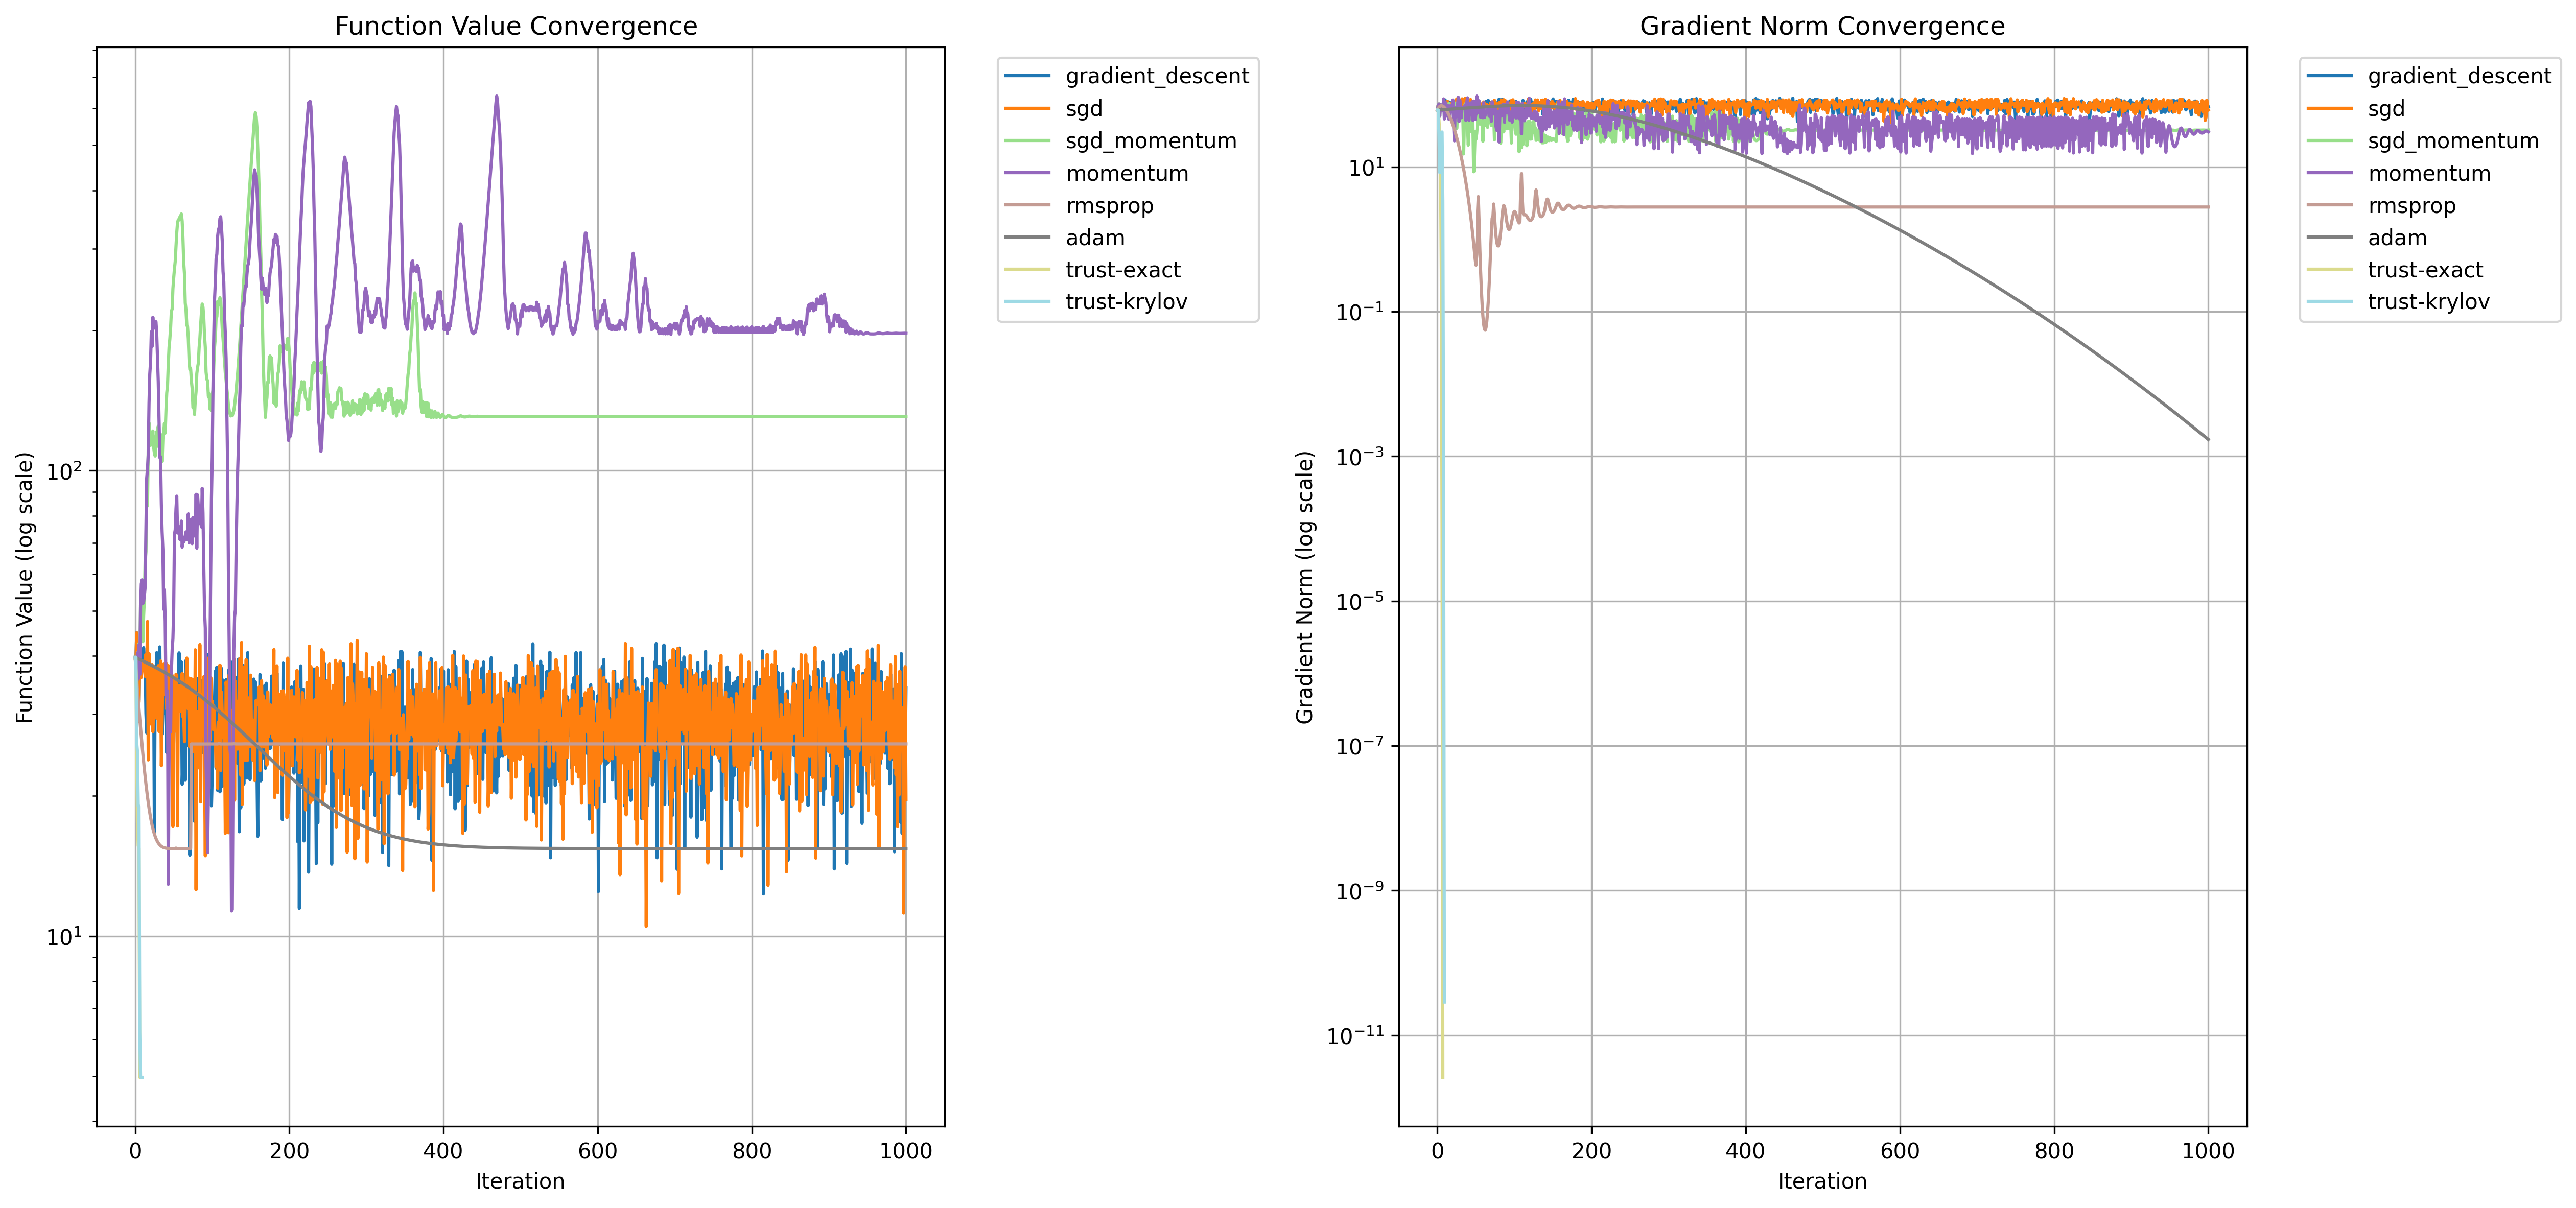 Function Value Convergence
Function Value (log scale)
10²
10¹
0 200 400 600 800 1000
Iteration
gradient_descent
sgd
sgd_momentum
momentum
rmsprop
adam
trust-exact
trust-krylov
Gradient Norm Convergence
Gradient Norm (log scale)
10¹
10⁻¹
10⁻³
10⁻⁵
10⁻⁷
10⁻⁹
10⁻¹¹
0 200 400 600 800 1000
Iteration
gradient_descent
sgd
sgd_momentum
momentum
rmsprop
adam
trust-exact
trust-krylov